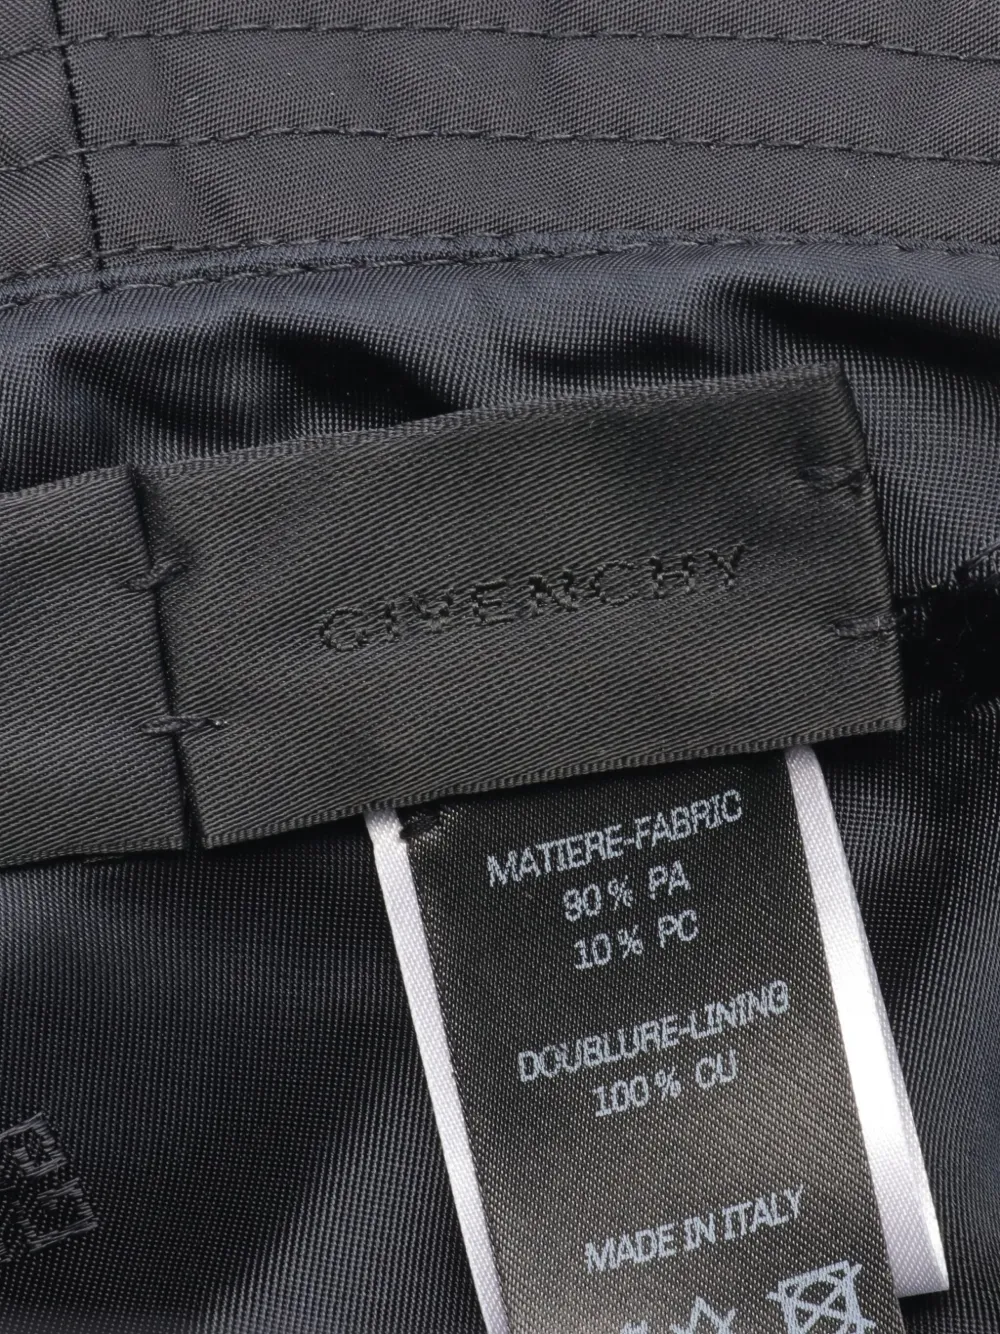 GIVENCHY
MATIERE-FABRIC
90% PA
10% PC
DOUBLURE-LINING
100% CU
MADE IN ITALY